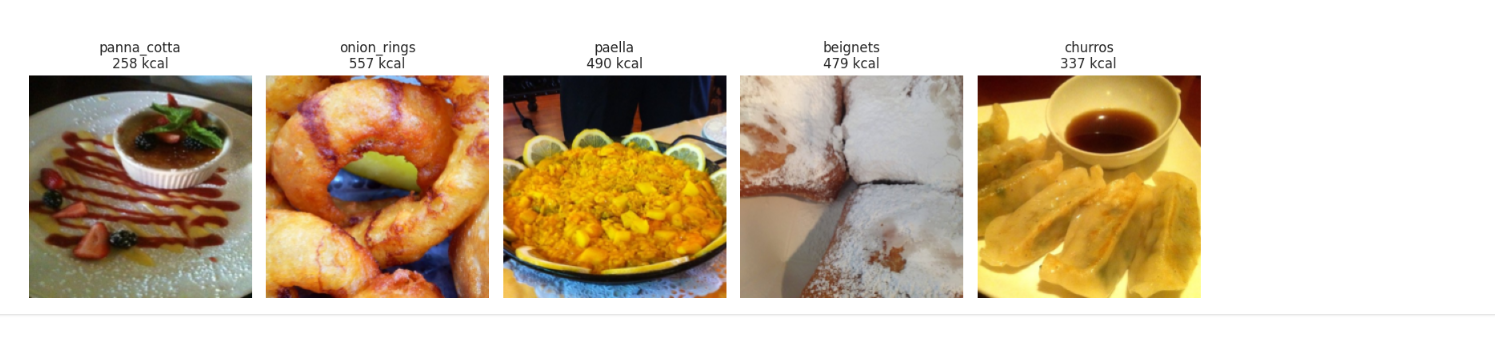 panna_cotta
258 kcal
onion_rings
557 kcal
paella
490 kcal
beignets
479 kcal
churros
337 kcal